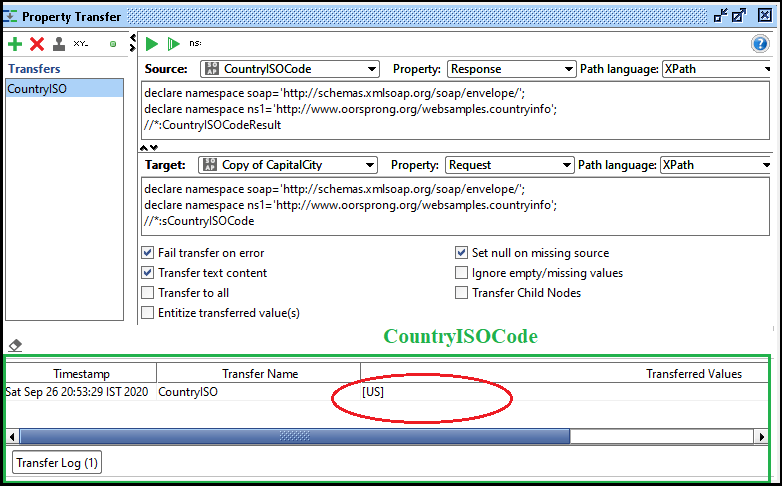 Property Transfer
XY_
ns:
Transfers
CountryISO
Source: CountryISOCode Property: Response Path language: XPath
declare namespace soap='http://schemas.xmlsoap.org/soap/envelope/';
declare namespace ns1='http://www.oorsprong.org/websamples.countryinfo';
//*:CountryISOCodeResult
Target: Copy of CapitalCity Property: Request Path language: XPath
declare namespace soap='http://schemas.xmlsoap.org/soap/envelope/';
declare namespace ns1='http://www.oorsprong.org/websamples.countryinfo';
//*:sCountryISOCode
Fail transfer on error Set null on missing source
Transfer text content Ignore empty/missing values
Transfer to all Transfer Child Nodes
Entitize transferred value(s)
CountryISOCode
Timestamp Transfer Name Transferred Values
Sat Sep 26 20:53:29 IST 2020 CountryISO [US]
Transfer Log (1)